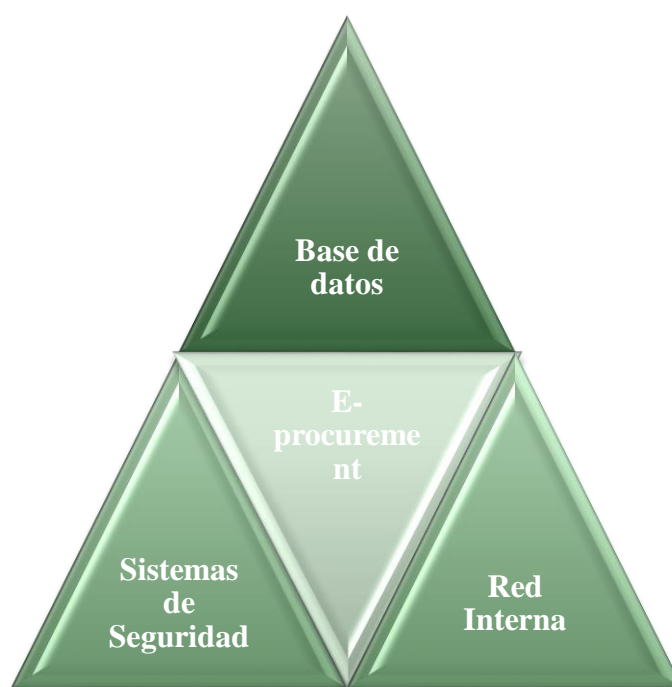 Base de
datos
E-
procureme
nt
Sistemas
de
Seguridad
Red
Interna